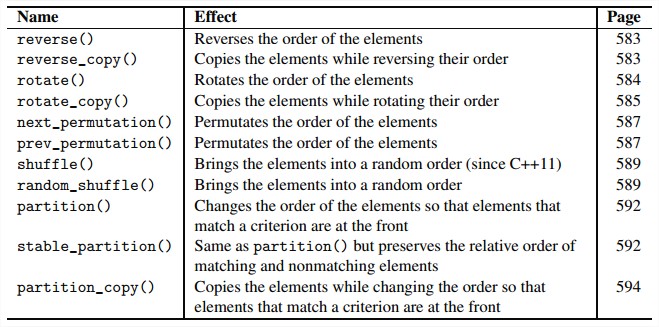 Name Effect Page
reverse() Reverses the order of the elements 583
reverse_copy() Copies the elements while reversing their order 583
rotate() Rotates the order of the elements 584
rotate_copy() Copies the elements while rotating their order 585
next_permutation() Permutates the order of the elements 587
prev_permutation() Permutates the order of the elements 587
shuffle() Brings the elements into a random order (since C++11) 589
random_shuffle() Brings the elements into a random order 589
partition() Changes the order of the elements so that elements that 592
match a criterion are at the front
stable_partition() Same as partition() but preserves the relative order of 592
matching and nonmatching elements
partition_copy() Copies the elements while changing the order so that 594
elements that match a criterion are at the front